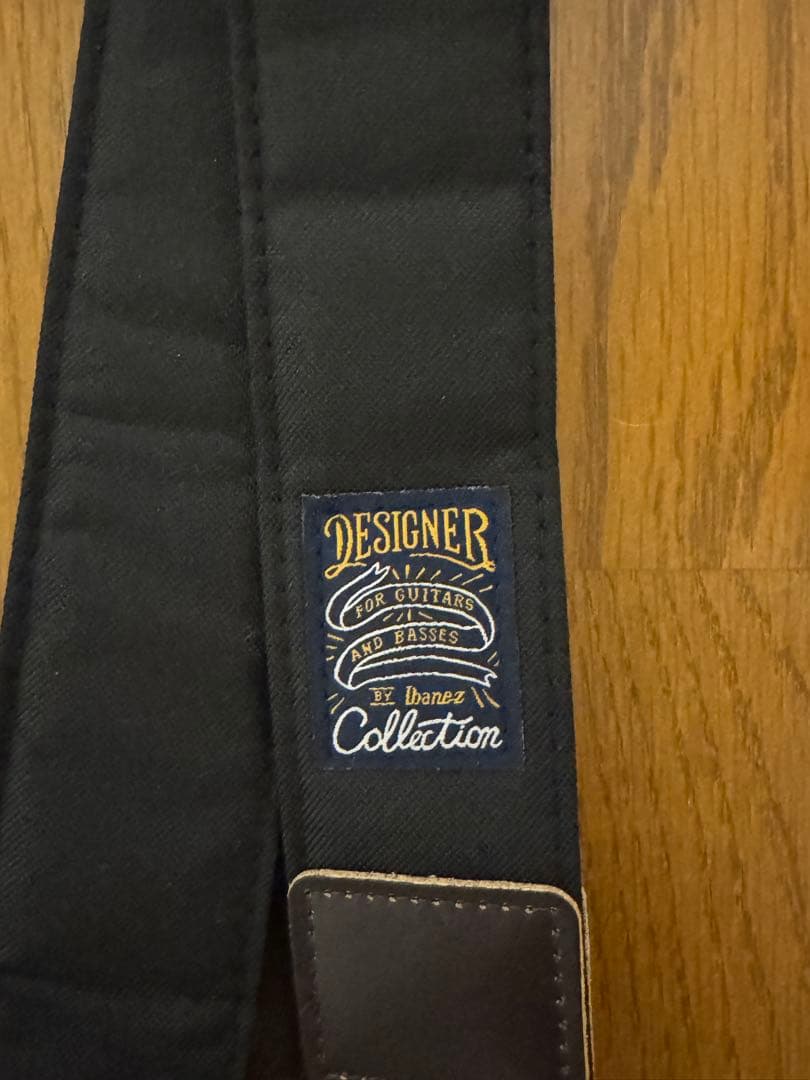 DESIGNER
FOR GUITARS
AND BASSES
BY Ibanez
Collection